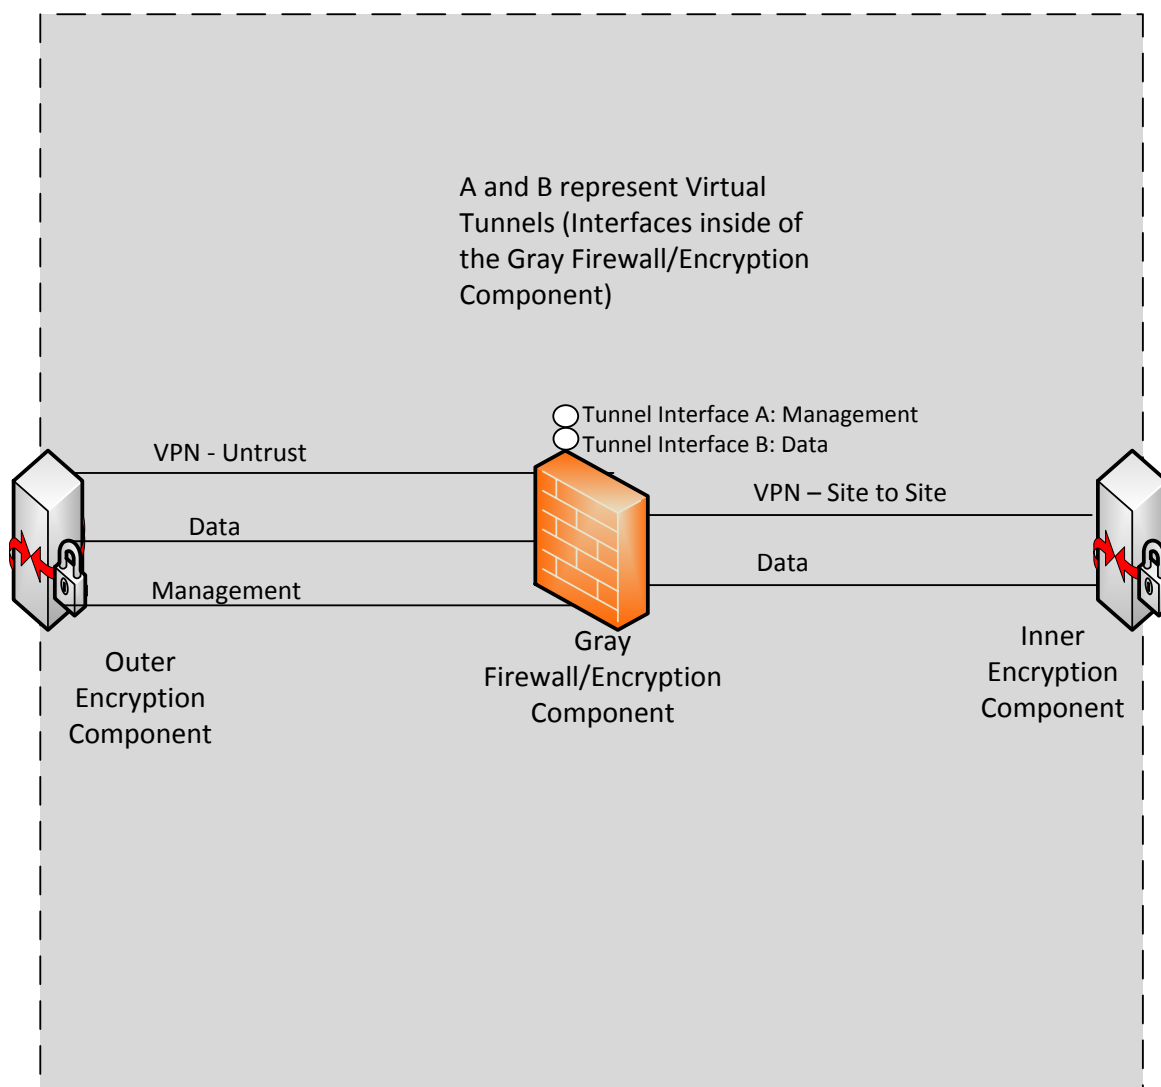 A and B represent Virtual
Tunnels (Interfaces inside of
the Gray Firewall/Encryption
Component)
Tunnel Interface A: Management
Tunnel Interface B: Data
VPN - Untrust
VPN – Site to Site
Data
Data
Management
Outer
Encryption
Component
Gray
Firewall/Encryption
Component
Inner
Encryption
Component